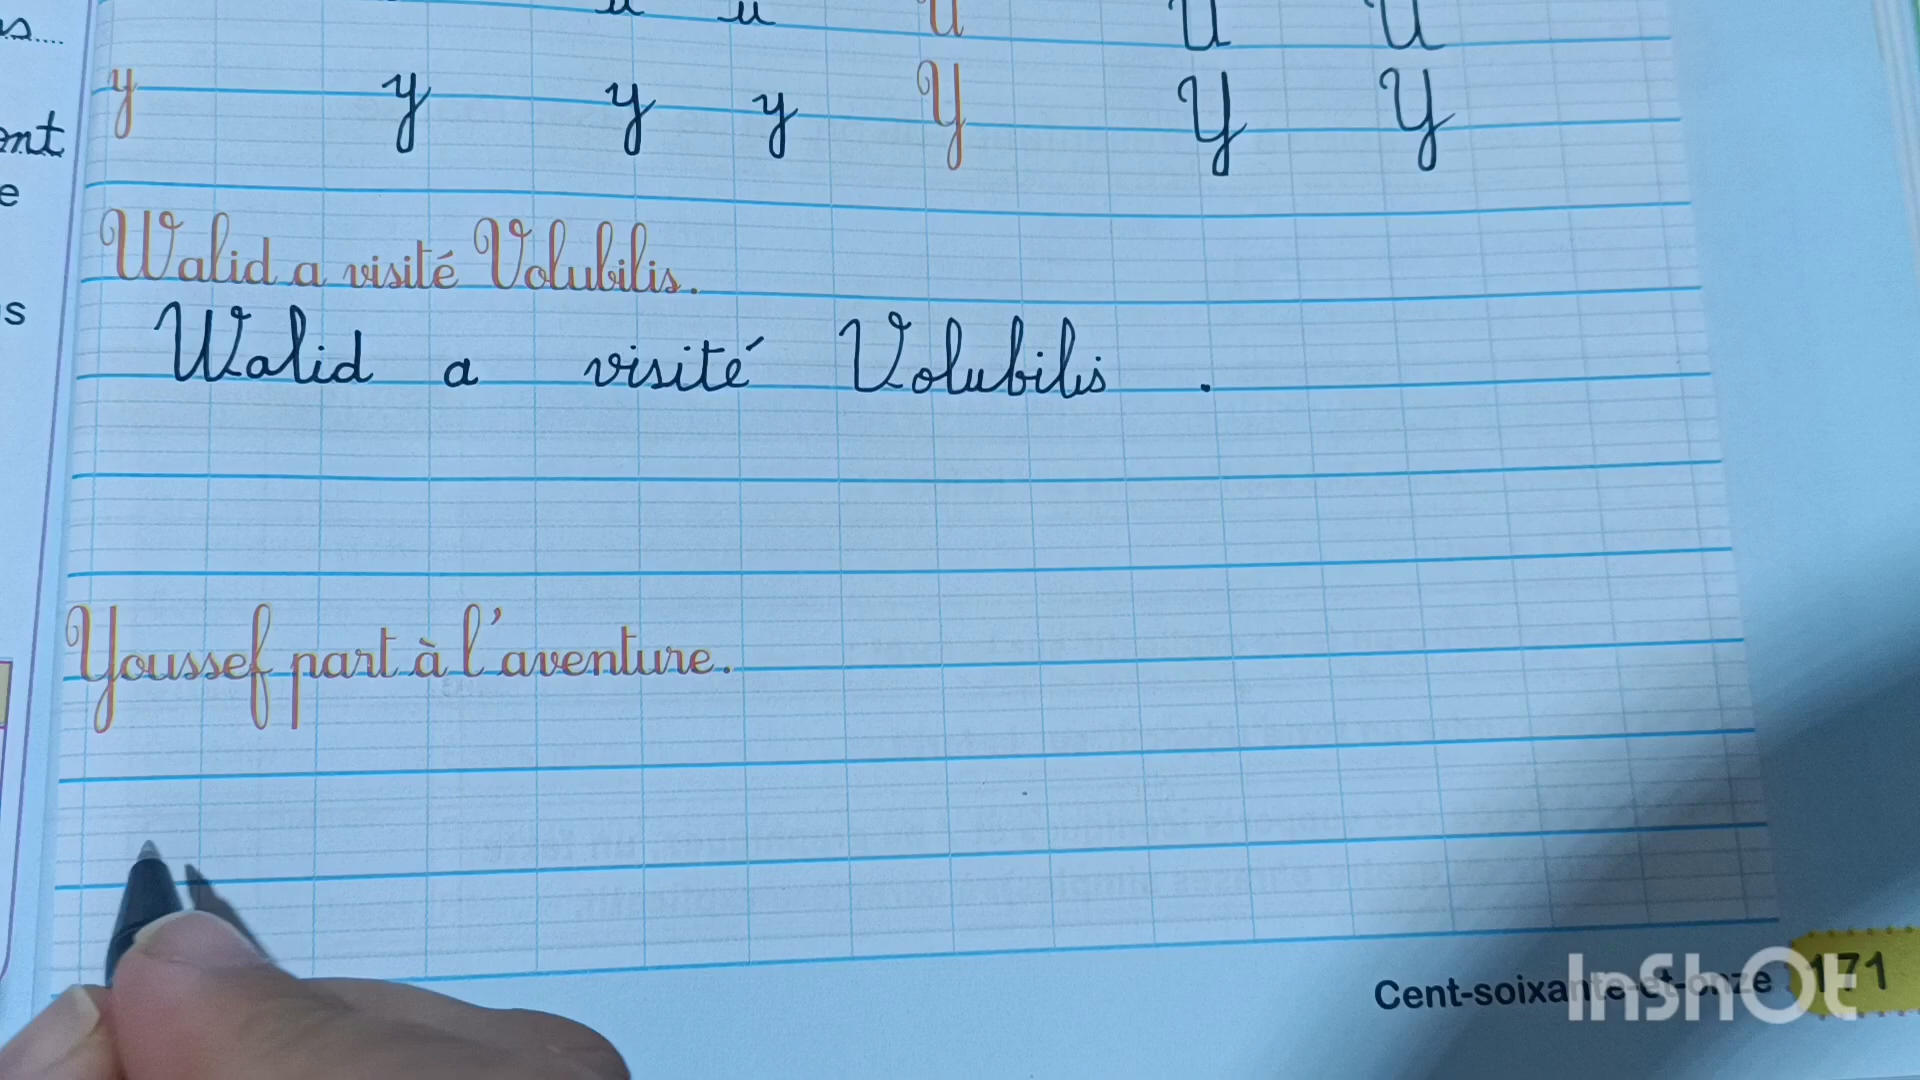 u u U U U
y y y y Y Y Y
Walid a visité Volubilis.
Walid a visité Volubilis .
Youssef part à l'aventure.
Cent-soixante-et-onze 171
InShOt